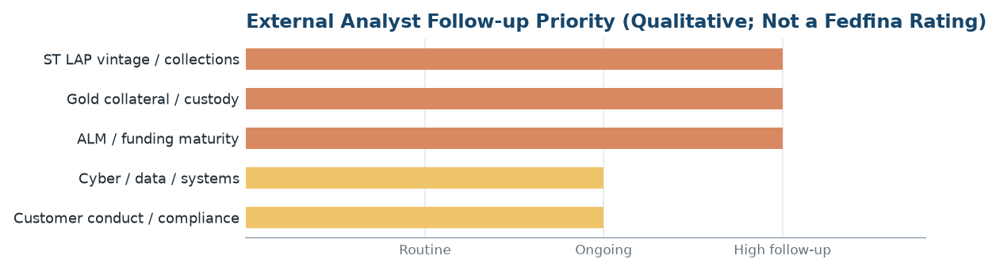 External Analyst Follow-up Priority (Qualitative; Not a Fedfina Rating)
ST LAP vintage / collections
Gold collateral / custody
ALM / funding maturity
Cyber / data / systems
Customer conduct / compliance
Routine
Ongoing
High follow-up